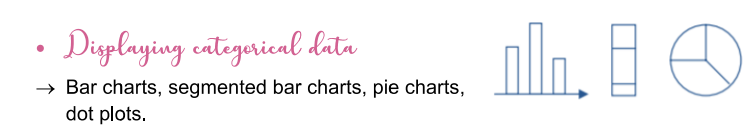 • Displaying categorical data
→ Bar charts, segmented bar charts, pie charts,
dot plots.